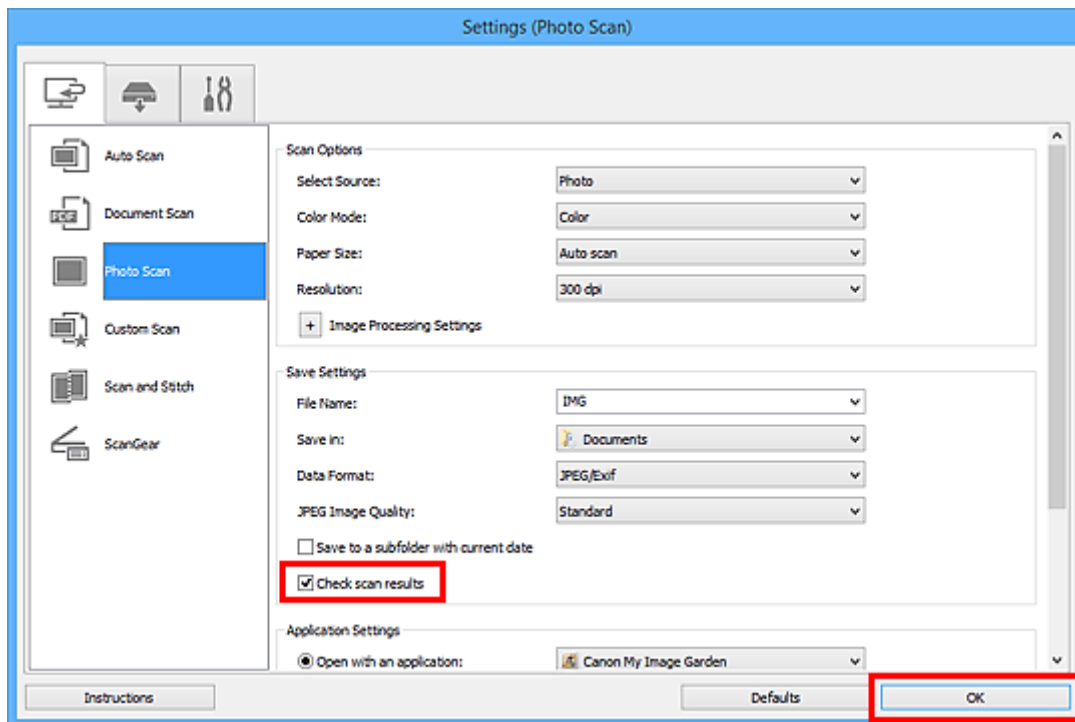 Settings (Photo Scan)
Auto Scan
PDF
Document Scan
Photo Scan
Custom Scan
Scan and Stitch
ScanGear
Scan Options
Select Source: Photo
Color Mode: Color
Paper Size: Auto scan
Resolution: 300 dpi
+ Image Processing Settings
Save Settings
File Name: IMG
Save in: Documents
Data Format: JPEG/Exif
JPEG Image Quality: Standard
Save to a subfolder with current date
Check scan results
Application Settings
Open with an application: Canon My Image Garden
Instructions Defaults OK